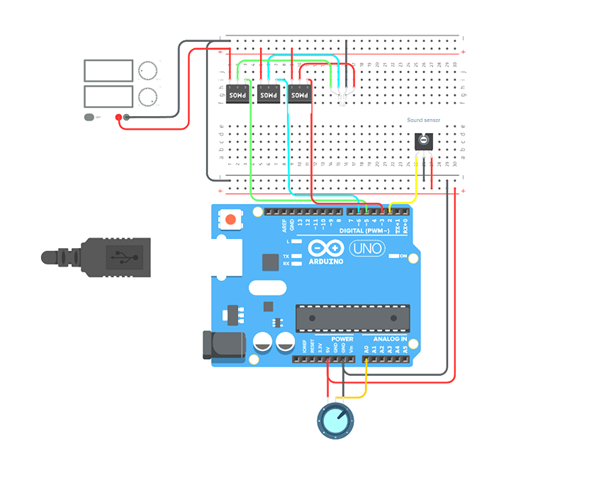 Sound sensor
PMOS PMOS PMOS
AREF
GND
13
12
~11
~10
~9
8
7
~6
~5
4
~3
2
TX→1
RX←0
DIGITAL (PWM ~)
L
TX
RX
ARDUINO
UNO
ON
POWER
ANALOG IN
IOREF
RESET
3.3V
5V
GND
GND
Vin
A0
A1
A2
A3
A4
A5